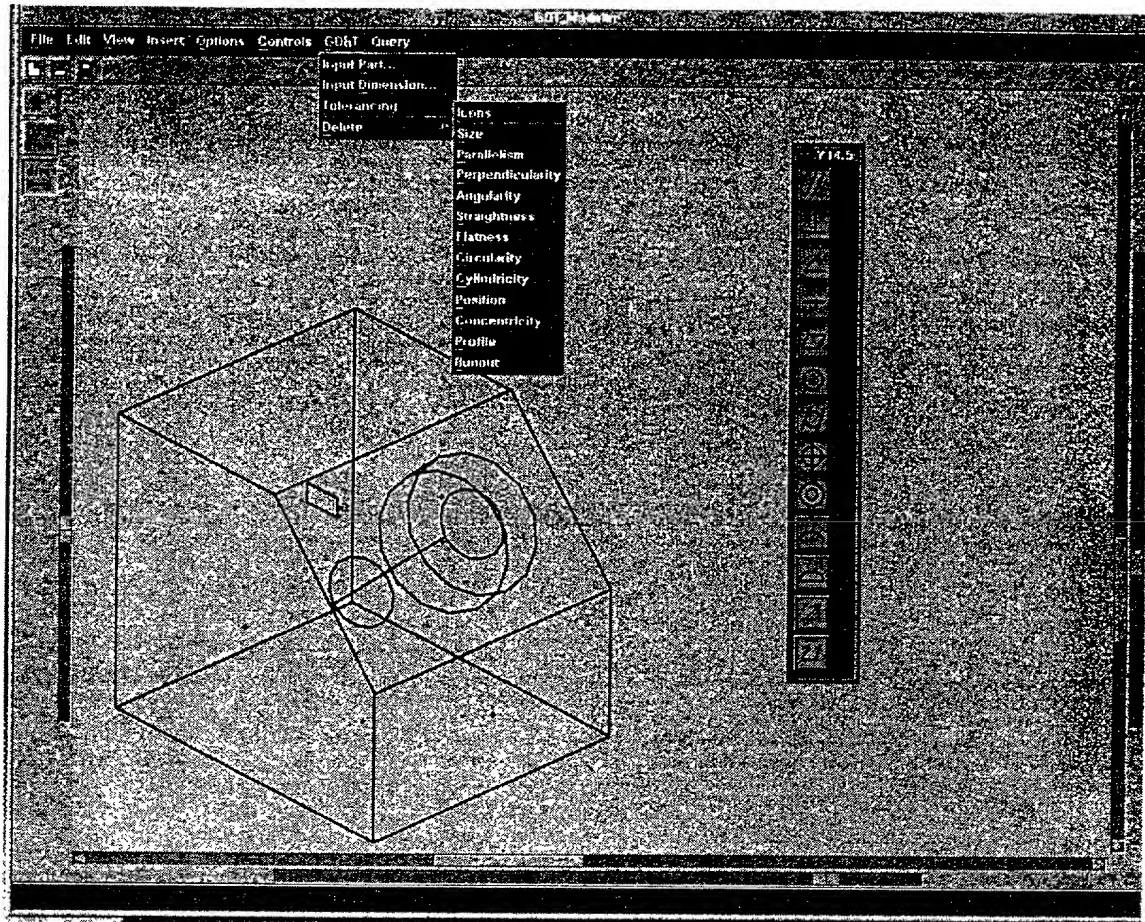 GDT_Modeler
File Edit View Insert Options Controls GD&T Query
Input Part...
Input Dimension...
Tolerancing
Delete
Icons
Size
Parallelism
Perpendicularity
Angularity
Straightness
Flatness
Circularity
Cylindricity
Position
Concentricity
Profile
Runout
Y14.5